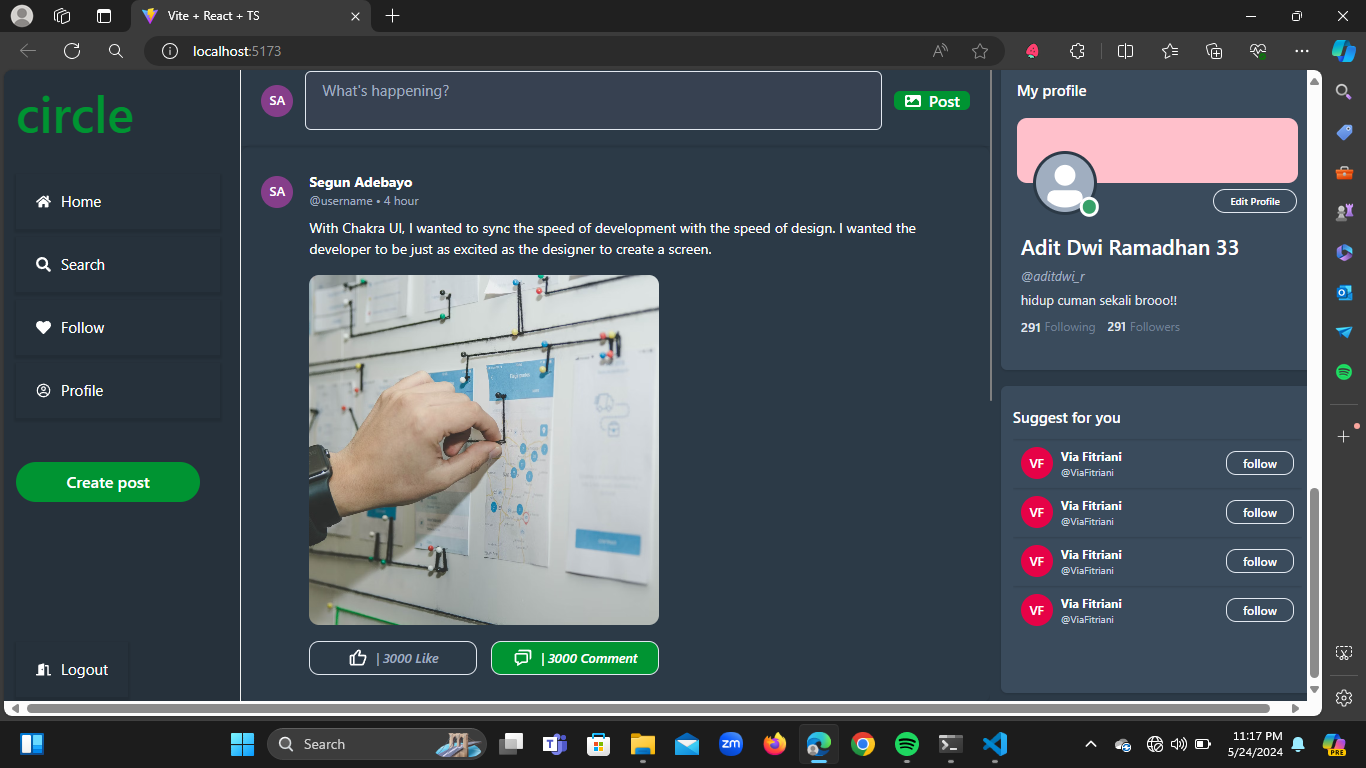 Vite + React + TS
localhost:5173
circle
Home
Search
Follow
Profile
Create post
Logout
SA
What's happening?
Post
SA
Segun Adebayo
@username • 4 hour
With Chakra UI, I wanted to sync the speed of development with the speed of design. I wanted the
developer to be just as excited as the designer to create a screen.
| 3000 Like
| 3000 Comment
My profile
Edit Profile
Adit Dwi Ramadhan 33
@aditdwi_r
hidup cuman sekali brooo!!
291 Following 291 Followers
Suggest for you
VF
Via Fitriani
@ViaFitriani
follow
VF
Via Fitriani
@ViaFitriani
follow
VF
Via Fitriani
@ViaFitriani
follow
VF
Via Fitriani
@ViaFitriani
follow
Search
zm
11:17 PM
5/24/2024
PRE